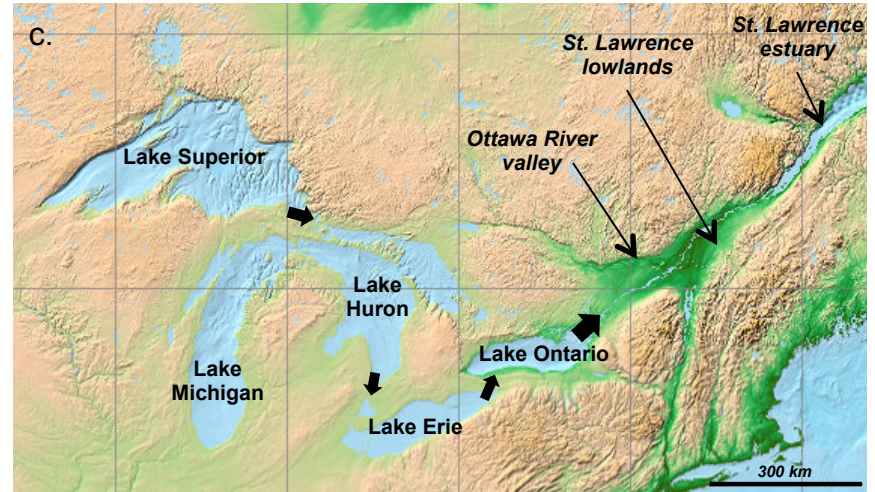 C.
St. Lawrence
estuary
St. Lawrence
lowlands
Ottawa River
valley
Lake Superior
Lake
Huron
Lake Ontario
Lake
Michigan
Lake Erie
300 km